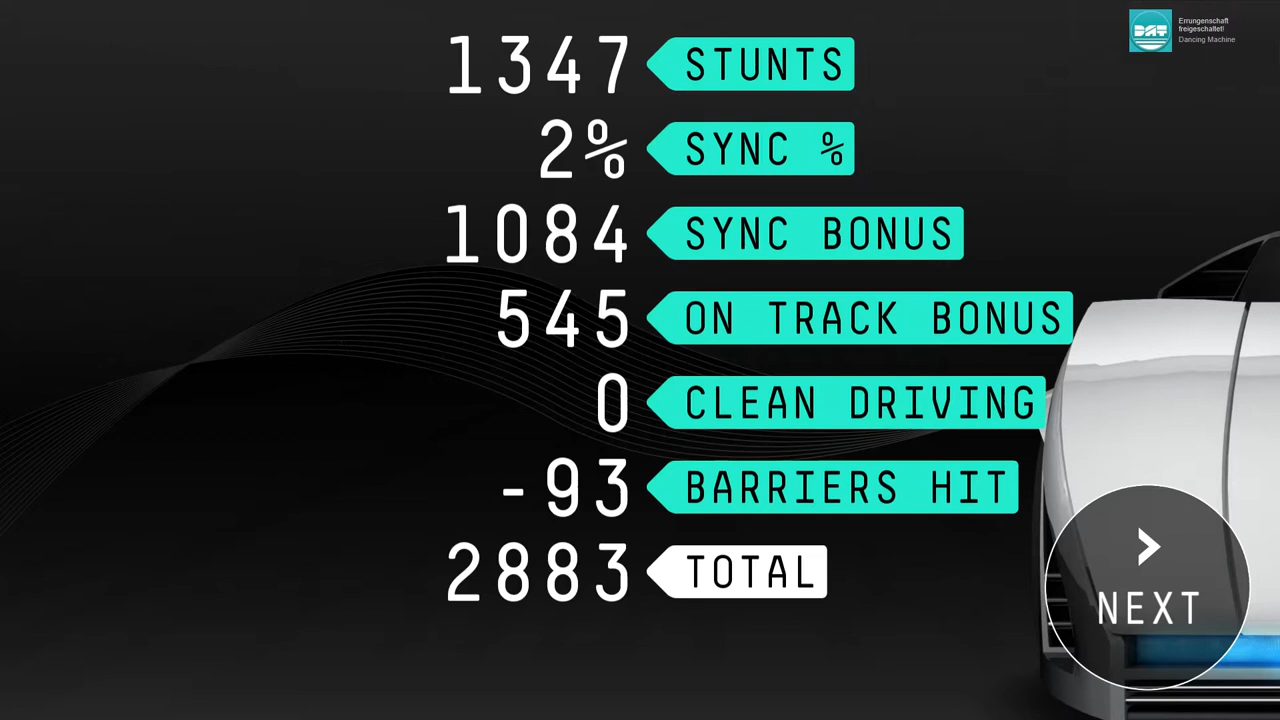 Errungenschaft
freigeschaltet!
Dancing Machine
1347 STUNTS
2% SYNC %
1084 SYNC BONUS
545 ON TRACK BONUS
0 CLEAN DRIVING
-93 BARRIERS HIT
2883 TOTAL
> NEXT